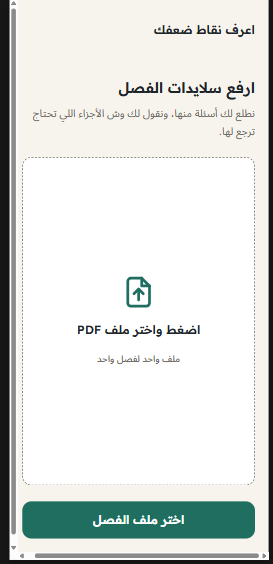 اعرف نقاط ضعفك
ارفع سلايدات الفصل
نطلع لك أسئلة منها، ونقول لك وش الأجزاء اللي تحتاج
ترجع لها.
اضغط واختر ملف PDF
ملف واحد لفصل واحد
اختر ملف الفصل